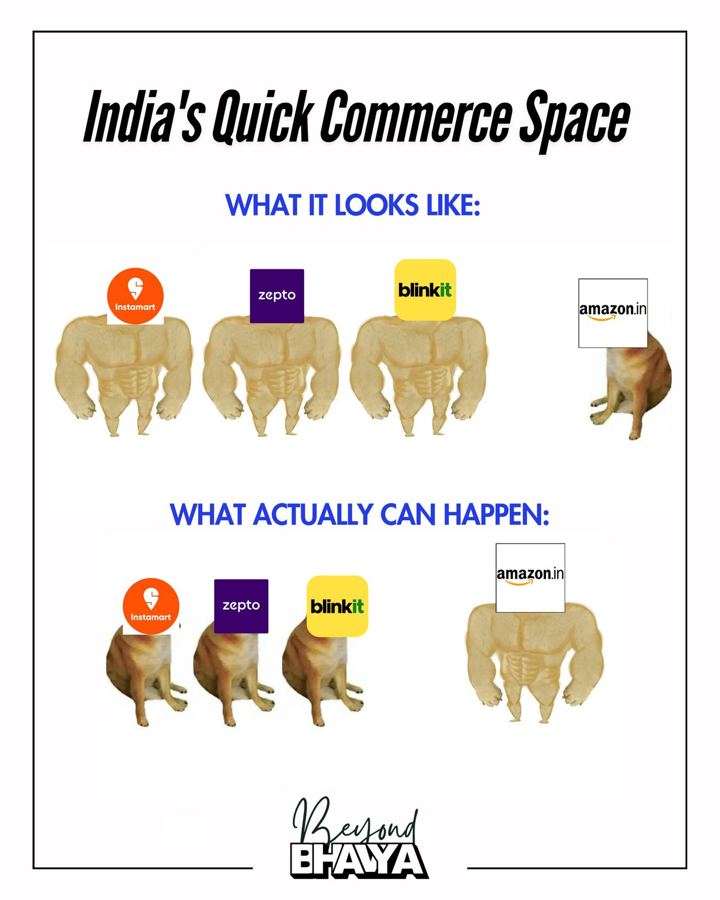 India's Quick Commerce Space
WHAT IT LOOKS LIKE:
instamart
zepto
blinkit
amazon.in
WHAT ACTUALLY CAN HAPPEN:
instamart
zepto
blinkit
amazon.in
Beyond
BHAIYA